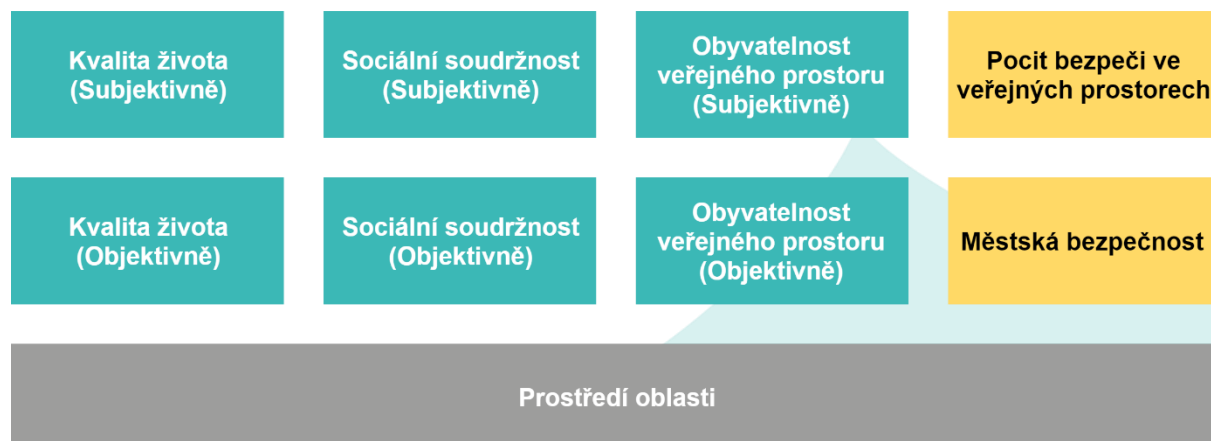 Kvalita života
(Subjektivně)
Sociální soudržnost
(Subjektivně)
Obyvatelnost
veřejného prostoru
(Subjektivně)
Pocit bezpeči ve
veřejných prostorech
Kvalita života
(Objektivně)
Sociální soudržnost
(Objektivně)
Obyvatelnost
veřejného prostoru
(Objektivně)
Městská bezpečnost
Prostředí oblasti